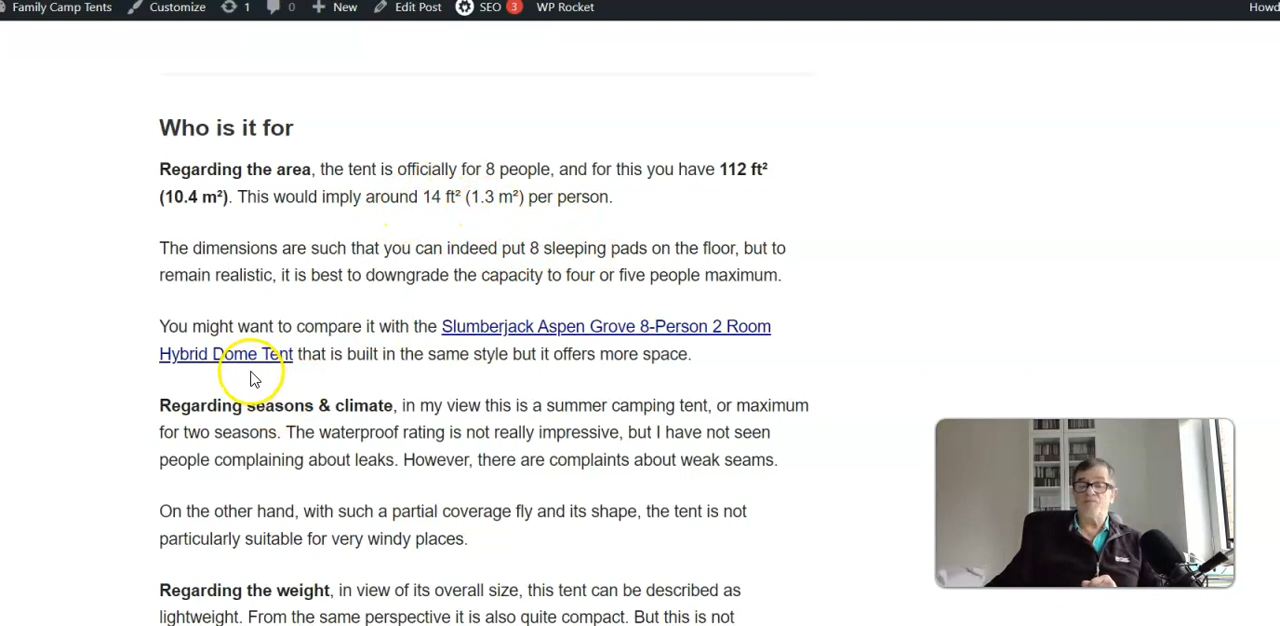 Family Camp Tents Customize 1 0 New Edit Post SEO 3 WP Rocket Howd
Who is it for
Regarding the area, the tent is officially for 8 people, and for this you have 112 ft²
(10.4 m²). This would imply around 14 ft² (1.3 m²) per person.
The dimensions are such that you can indeed put 8 sleeping pads on the floor, but to
remain realistic, it is best to downgrade the capacity to four or five people maximum.
You might want to compare it with the Slumberjack Aspen Grove 8-Person 2 Room
Hybrid Dome Tent that is built in the same style but it offers more space.
Regarding seasons & climate, in my view this is a summer camping tent, or maximum
for two seasons. The waterproof rating is not really impressive, but I have not seen
people complaining about leaks. However, there are complaints about weak seams.
On the other hand, with such a partial coverage fly and its shape, the tent is not
particularly suitable for very windy places.
Regarding the weight, in view of its overall size, this tent can be described as
lightweight. From the same perspective it is also quite compact. But this is not